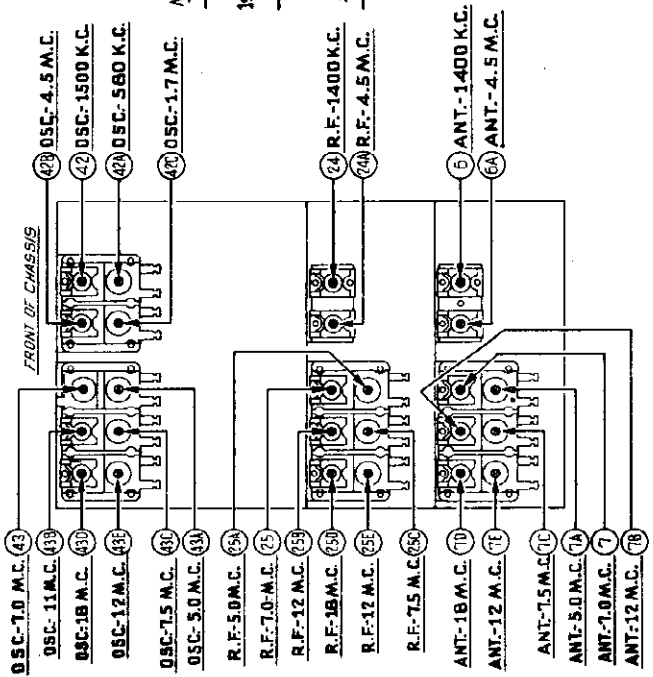 FRONT OF CHASSIS
42B OSC.-4.5 M.C.
42 OSC.-1500 K.C.
42A OSC.-580 K.C.
42C OSC.-1.7 M.C.
24 R.F.-1400 K.C.
24A R.F.-4.5 M.C.
6 ANT.-1400 K.C.
6A ANT.-4.5 M.C.
OSC-7.0 M.C. 43
OSC-11 M.C. 43B
OSC-18 M.C. 43D
OSC-12 M.C. 43E
OSC-7.5 M.C. 43C
OSC-5.0 M.C. 43A
R.F-5.0M.C. 25A
R.F-7.0-M.C. 25
R.F-12 M.C. 25B
R.F-18 M.C. 25D
R.F-12 M.C. 25E
R.F-7.5 M.C. 25C
ANT-18 M.C. 7D
ANT-12 M.C. 7E
ANT-7.5 M.C 7C
ANT-5.0 M.C. 7A
ANT-7.0 M.C. 7
ANT-12 M.C. 7B